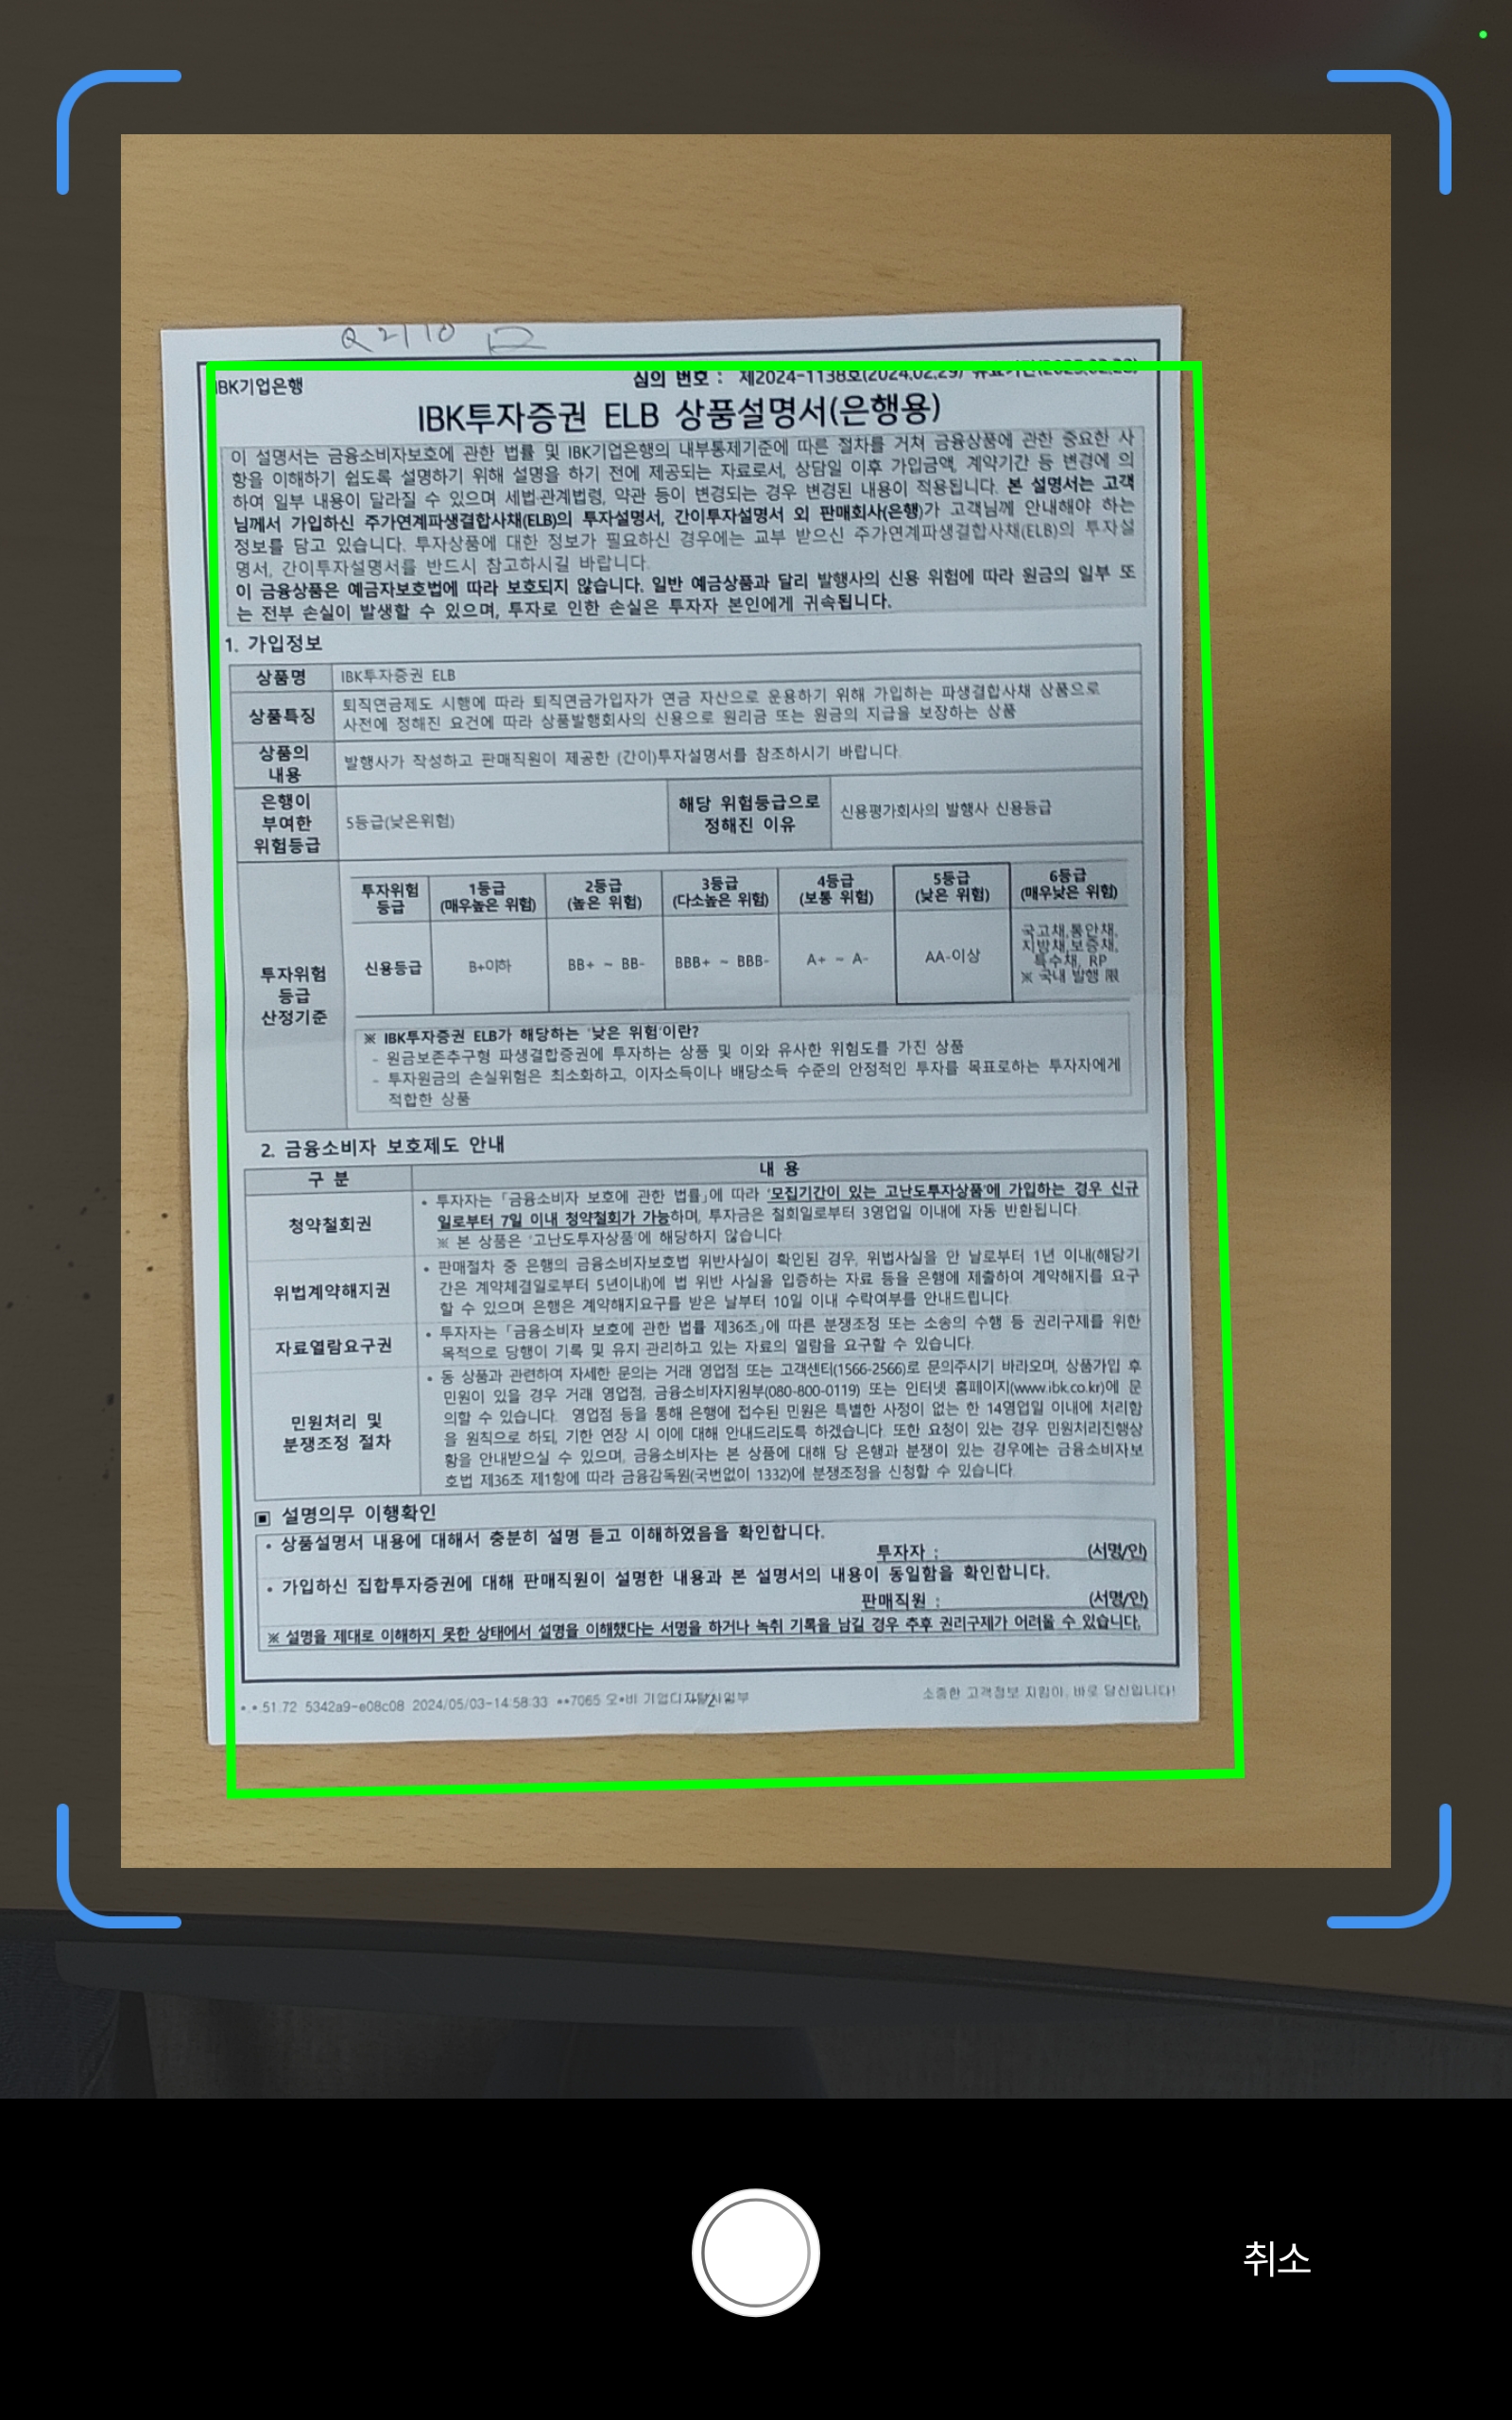 Q 2110
IBK기업은행
심의 번호 : 제2024-1138호(2024.02.29) 유효기간(2025.02.28)
IBK투자증권 ELB 상품설명서(은행용)
이 설명서는 금융소비자보호에 관한 법률 및 IBK기업은행의 내부통제기준에 따른 절차를 거쳐 금융상품에 관한 중요한 사
항을 이해하기 쉽도록 설명하기 위해 설명을 하기 전에 제공되는 자료로서, 상담일 이후 가입금액, 계약기간 등 변경에 의
하여 일부 내용이 달라질 수 있으며 세법·관계법령, 약관 등이 변경되는 경우 변경된 내용이 적용됩니다. 본 설명서는 고객
님께서 가입하신 주가연계파생결합사채(ELB)의 투자설명서, 간이투자설명서 외 판매회사(은행)가 고객님께 안내해야 하는
정보를 담고 있습니다. 투자상품에 대한 정보가 필요하신 경우에는 교부 받으신 주가연계파생결합사채(ELB)의 투자설
명서, 간이투자설명서를 반드시 참고하시길 바랍니다.
이 금융상품은 예금자보호법에 따라 보호되지 않습니다. 일반 예금상품과 달리 발행사의 신용 위험에 따라 원금의 일부 또
는 전부 손실이 발생할 수 있으며, 투자로 인한 손실은 투자자 본인에게 귀속됩니다.
1. 가입정보
상품명 IBK투자증권 ELB
상품특징 퇴직연금제도 시행에 따라 퇴직연금가입자가 연금 자산으로 운용하기 위해 가입하는 파생결합사채 상품으로
사전에 정해진 요건에 따라 상품발행회사의 신용으로 원리금 또는 원금의 지급을 보장하는 상품
상품의
내용
발행사가 작성하고 판매직원이 제공한 (간이)투자설명서를 참조하시기 바랍니다.
은행이
부여한
위험등급
5등급(낮은위험)
해당 위험등급으로
정해진 이유
신용평가회사의 발행사 신용등급
투자위험
등급
산정기준
투자위험
등급
1등급
(매우높은 위험)
2등급
(높은 위험)
3등급
(다소높은 위험)
4등급
(보통 위험)
5등급
(낮은 위험)
6등급
(매우낮은 위험)
신용등급
B+이하
BB+ ~ BB-
BBB+ ~ BBB-
A+ ~ A-
AA-이상
국고채,통안채,
지방채,보증채,
특수채, RP
※ 국내 발행 限
※ IBK투자증권 ELB가 해당하는 '낮은 위험'이란?
- 원금보존추구형 파생결합증권에 투자하는 상품 및 이와 유사한 위험도를 가진 상품
- 투자원금의 손실위험은 최소화하고, 이자소득이나 배당소득 수준의 안정적인 투자를 목표로하는 투자자에게
적합한 상품
2. 금융소비자 보호제도 안내
구 분 내 용
청약철회권
• 투자자는 「금융소비자 보호에 관한 법률」에 따라 '모집기간이 있는 고난도투자상품'에 가입하는 경우 신규
일로부터 7일 이내 청약철회가 가능하며, 투자금은 철회일로부터 3영업일 이내에 자동 반환됩니다.
※ 본 상품은 '고난도투자상품'에 해당하지 않습니다
위법계약해지권
• 판매절차 중 은행의 금융소비자보호법 위반사실이 확인된 경우, 위법사실을 안 날로부터 1년 이내(해당기
간은 계약체결일로부터 5년이내)에 법 위반 사실을 입증하는 자료 등을 은행에 제출하여 계약해지를 요구
할 수 있으며 은행은 계약해지요구를 받은 날부터 10일 이내 수락여부를 안내드립니다.
자료열람요구권
• 투자자는 「금융소비자 보호에 관한 법률 제36조」에 따른 분쟁조정 또는 소송의 수행 등 권리구제를 위한
목적으로 당행이 기록 및 유지·관리하고 있는 자료의 열람을 요구할 수 있습니다.
민원처리 및
분쟁조정 절차
• 동 상품과 관련하여 자세한 문의는 거래 영업점 또는 고객센터(1566-2566)로 문의주시기 바라오며, 상품가입 후
민원이 있을 경우 거래 영업점, 금융소비자지원부(080-800-0119) 또는 인터넷 홈페이지(www.ibk.co.kr)에 문
의할 수 있습니다. 영업점 등을 통해 은행에 접수된 민원은 특별한 사정이 없는 한 14영업일 이내에 처리함
을 원칙으로 하되, 기한 연장 시 이에 대해 안내드리도록 하겠습니다. 또한 요청이 있는 경우 민원처리진행상
황을 안내받으실 수 있으며, 금융소비자는 본 상품에 대해 당 은행과 분쟁이 있는 경우에는 금융소비자보
호법 제36조 제1항에 따라 금융감독원(국번없이 1332)에 분쟁조정을 신청할 수 있습니다.
▣ 설명의무 이행확인
• 상품설명서 내용에 대해서 충분히 설명 듣고 이해하였음을 확인합니다.
투자자 : (서명/인)
• 가입하신 집합투자증권에 대해 판매직원이 설명한 내용과 본 설명서의 내용이 동일함을 확인합니다.
판매직원 : (서명/인)
※ 설명을 제대로 이해하지 못한 상태에서 설명을 이해했다는 서명을 하거나 녹취 기록을 남길 경우 추후 권리구제가 어려울 수 있습니다.
•.•.51.72 5342a9-e08c08 2024/05/03-14:58:33 ••7065 오•비 기업디지털사업부
소중한 고객정보 지킴이, 바로 당신입니다!
취소